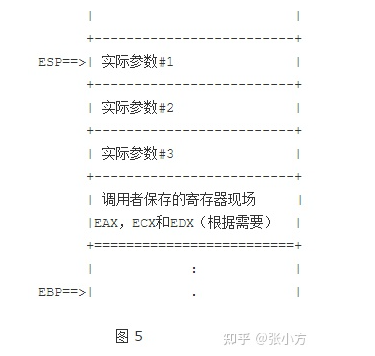 ESP==> 实际参数#1
实际参数#2
实际参数#3
调用者保存的寄存器现场
EAX，ECX和EDX（根据需要）
:
EBP==> .
图 5
知乎 @张小方